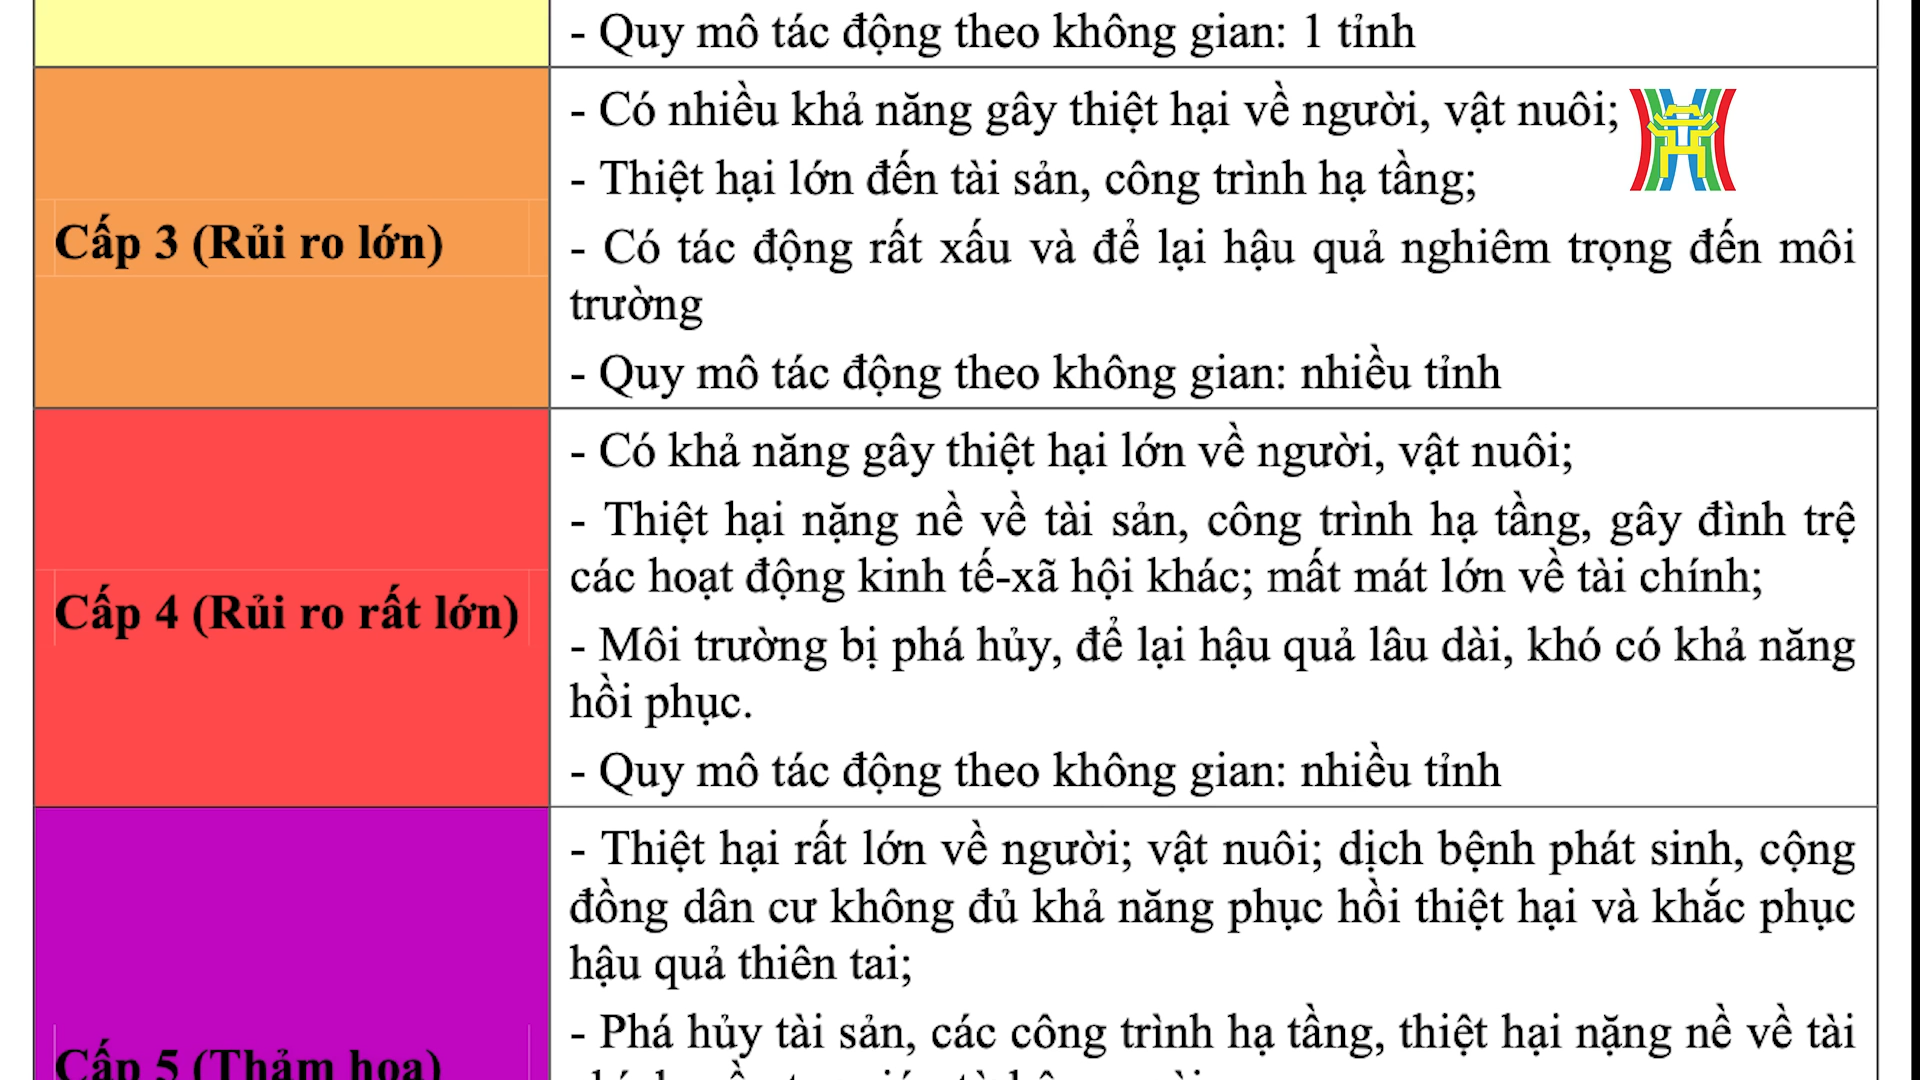 - Quy mô tác động theo không gian: 1 tỉnh
Cấp 3 (Rủi ro lớn)
- Có nhiều khả năng gây thiệt hại về người, vật nuôi;
- Thiệt hại lớn đến tài sản, công trình hạ tầng;
- Có tác động rất xấu và để lại hậu quả nghiêm trọng đến môi
trường
- Quy mô tác động theo không gian: nhiều tỉnh
Cấp 4 (Rủi ro rất lớn)
- Có khả năng gây thiệt hại lớn về người, vật nuôi;
- Thiệt hại nặng nề về tài sản, công trình hạ tầng, gây đình trệ
các hoạt động kinh tế-xã hội khác; mất mát lớn về tài chính;
- Môi trường bị phá hủy, để lại hậu quả lâu dài, khó có khả năng
hồi phục.
- Quy mô tác động theo không gian: nhiều tỉnh
Cấp 5 (Thảm họa)
- Thiệt hại rất lớn về người; vật nuôi; dịch bệnh phát sinh, cộng
đồng dân cư không đủ khả năng phục hồi thiệt hại và khắc phục
hậu quả thiên tai;
- Phá hủy tài sản, các công trình hạ tầng, thiệt hại nặng nề về tài